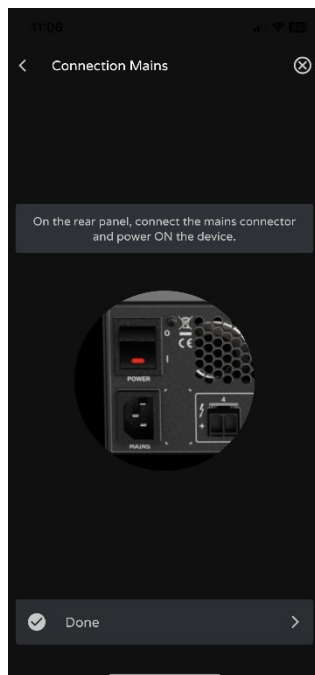 11:06
Connection Mains
On the rear panel, connect the mains connector
and power ON the device.
O
CE
I
POWER
4
+
MAINS
Done